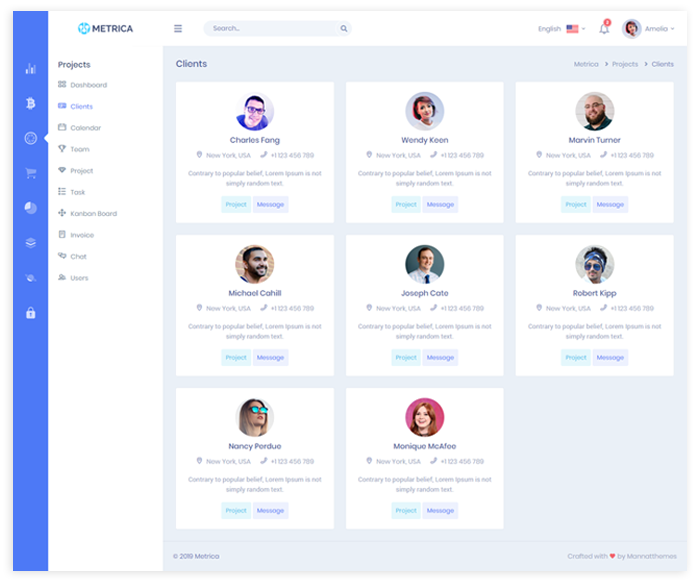 METRICA
Search...
English
2
Amelia
Projects
Dashboard
Clients
Calendar
Team
Project
Task
Kanban Board
Invoice
Chat
Users
Clients
Metrica > Projects > Clients
Charles Fang
New York, USA +1 123 456 789
Contrary to popular belief, Lorem Ipsum is not
simply random text.
Project Message
Wendy Keen
New York, USA +1 123 456 789
Contrary to popular belief, Lorem Ipsum is not
simply random text.
Project Message
Marvin Turner
New York, USA +1 123 456 789
Contrary to popular belief, Lorem Ipsum is not
simply random text.
Project Message
Michael Cahill
New York, USA +1 123 456 789
Contrary to popular belief, Lorem Ipsum is not
simply random text.
Project Message
Joseph Cate
New York, USA +1 123 456 789
Contrary to popular belief, Lorem Ipsum is not
simply random text.
Project Message
Robert Kipp
New York, USA +1 123 456 789
Contrary to popular belief, Lorem Ipsum is not
simply random text.
Project Message
Nancy Perdue
New York, USA +1 123 456 789
Contrary to popular belief, Lorem Ipsum is not
simply random text.
Project Message
Monique McAfee
New York, USA +1 123 456 789
Contrary to popular belief, Lorem Ipsum is not
simply random text.
Project Message
© 2019 Metrica
Crafted with ❤ by Mannatthemes